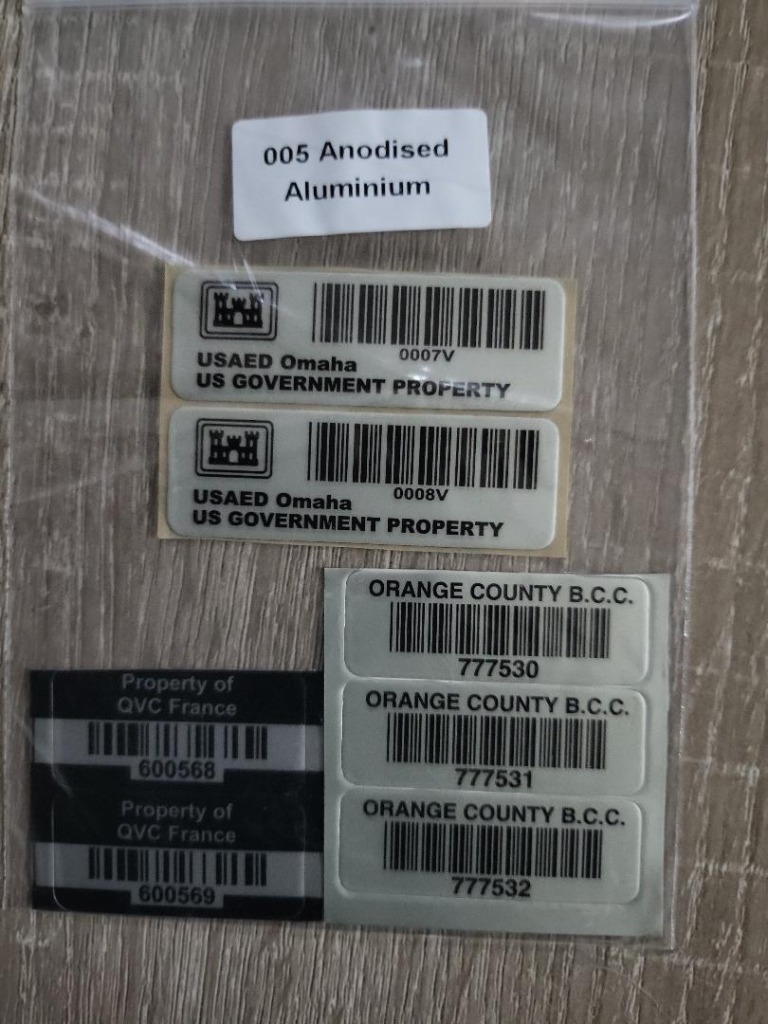 005 Anodised
Aluminium
0007V
USAED Omaha
US GOVERNMENT PROPERTY
0008V
USAED Omaha
US GOVERNMENT PROPERTY
ORANGE COUNTY B.C.C.
777530
ORANGE COUNTY B.C.C.
777531
ORANGE COUNTY B.C.C.
777532
Property of
QVC France
600568
Property of
QVC France
600569